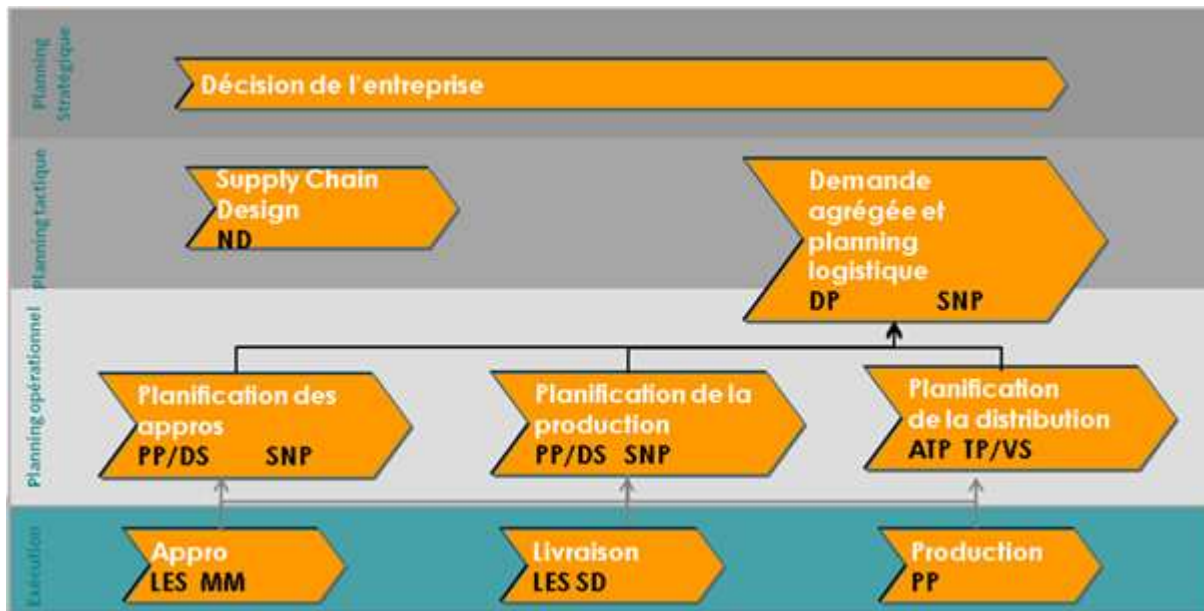 Planning
Stratégique
Décision de l'entreprise
Planning tactique
Supply Chain
Design
ND
Demande
agrégée et
planning
logistique
DP SNP
Planning opérationnel
Planification des
appros
PP/DS SNP
Planification de la
production
PP/DS SNP
Planification
de la distribution
ATP TP/VS
Exécution
Appro
LES MM
Livraison
LES SD
Production
PP